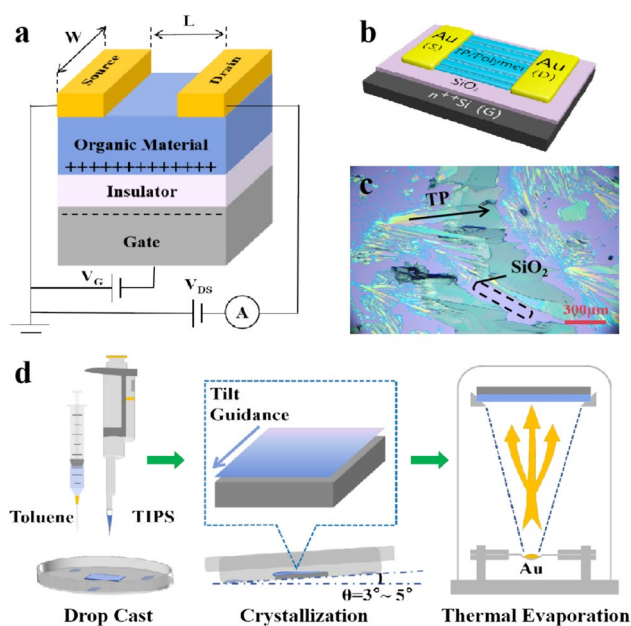 a
W
L
Source
Drain
Organic Material
+++++++++++++
Insulator
Gate
V_G
V_DS
A
b
Au
(S)
TP/Polymer
Au
(D)
SiO₂
n⁺⁺Si (G)
c
TP
SiO₂
300μm
d
Tilt
Guidance
Toluene
TIPS
θ=3°~ 5°
Au
Drop Cast
Crystallization
Thermal Evaporation